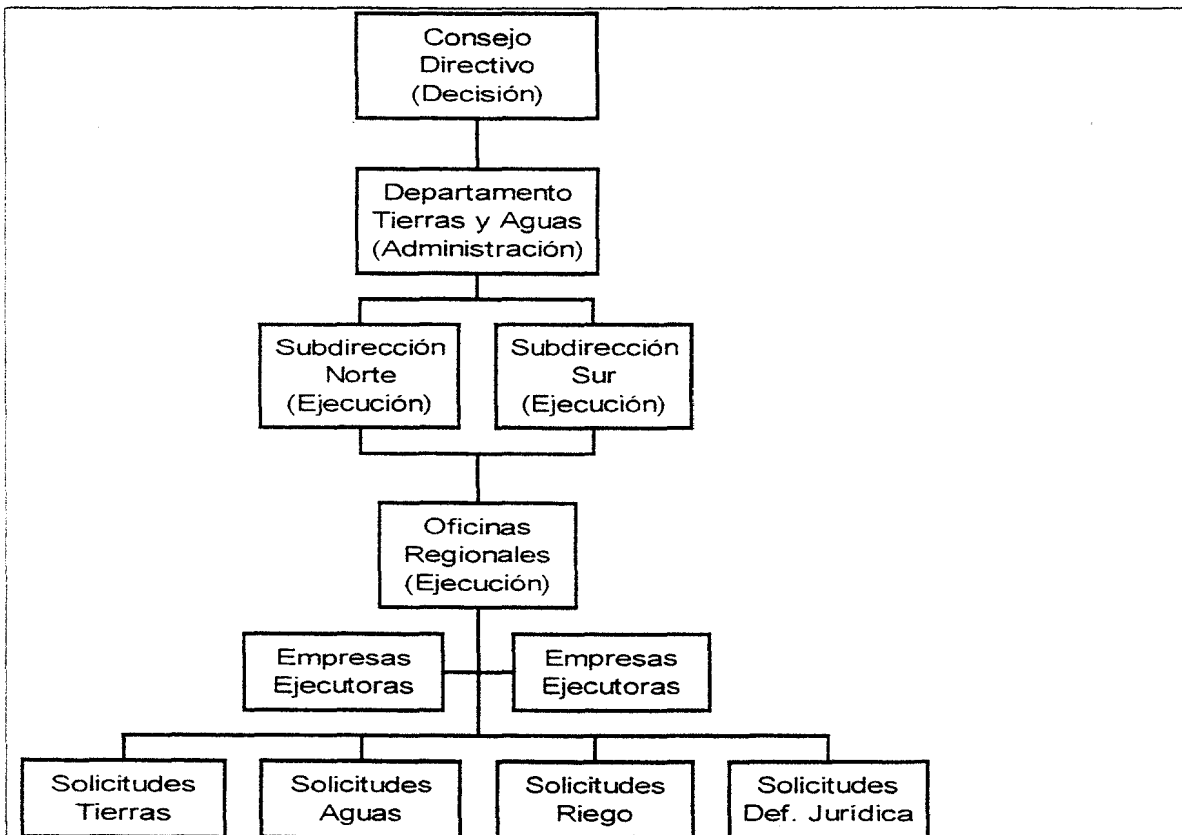 Consejo
Directivo
(Decisión)
Departamento
Tierras y Aguas
(Administración)
Subdirección
Norte
(Ejecución)
Subdirección
Sur
(Ejecución)
Oficinas
Regionales
(Ejecución)
Empresas
Ejecutoras
Empresas
Ejecutoras
Solicitudes
Tierras
Solicitudes
Aguas
Solicitudes
Riego
Solicitudes
Def. Jurídica